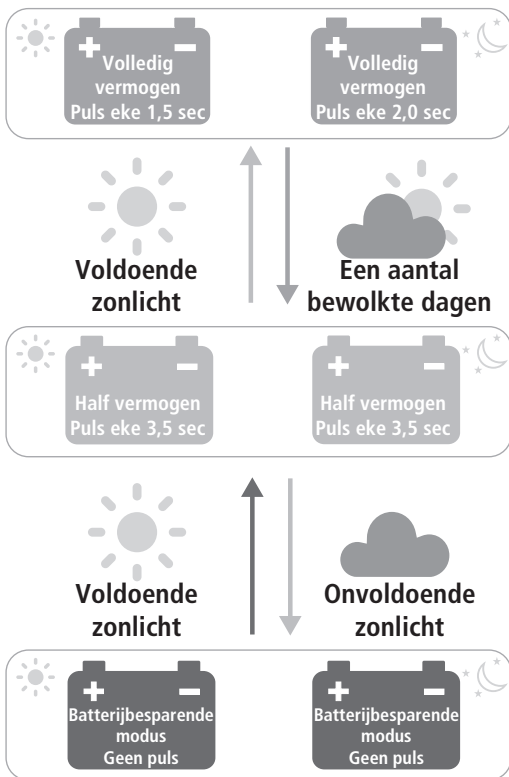 Volledig
vermogen
Puls eke 1,5 sec
Volledig
vermogen
Puls eke 2,0 sec
Voldoende
zonlicht
Een aantal
bewolkte dagen
Half vermogen
Puls eke 3,5 sec
Half vermogen
Puls eke 3,5 sec
Voldoende
zonlicht
Onvoldoende
zonlicht
Batterijbesparende
modus
Geen puls
Batterijbesparende
modus
Geen puls